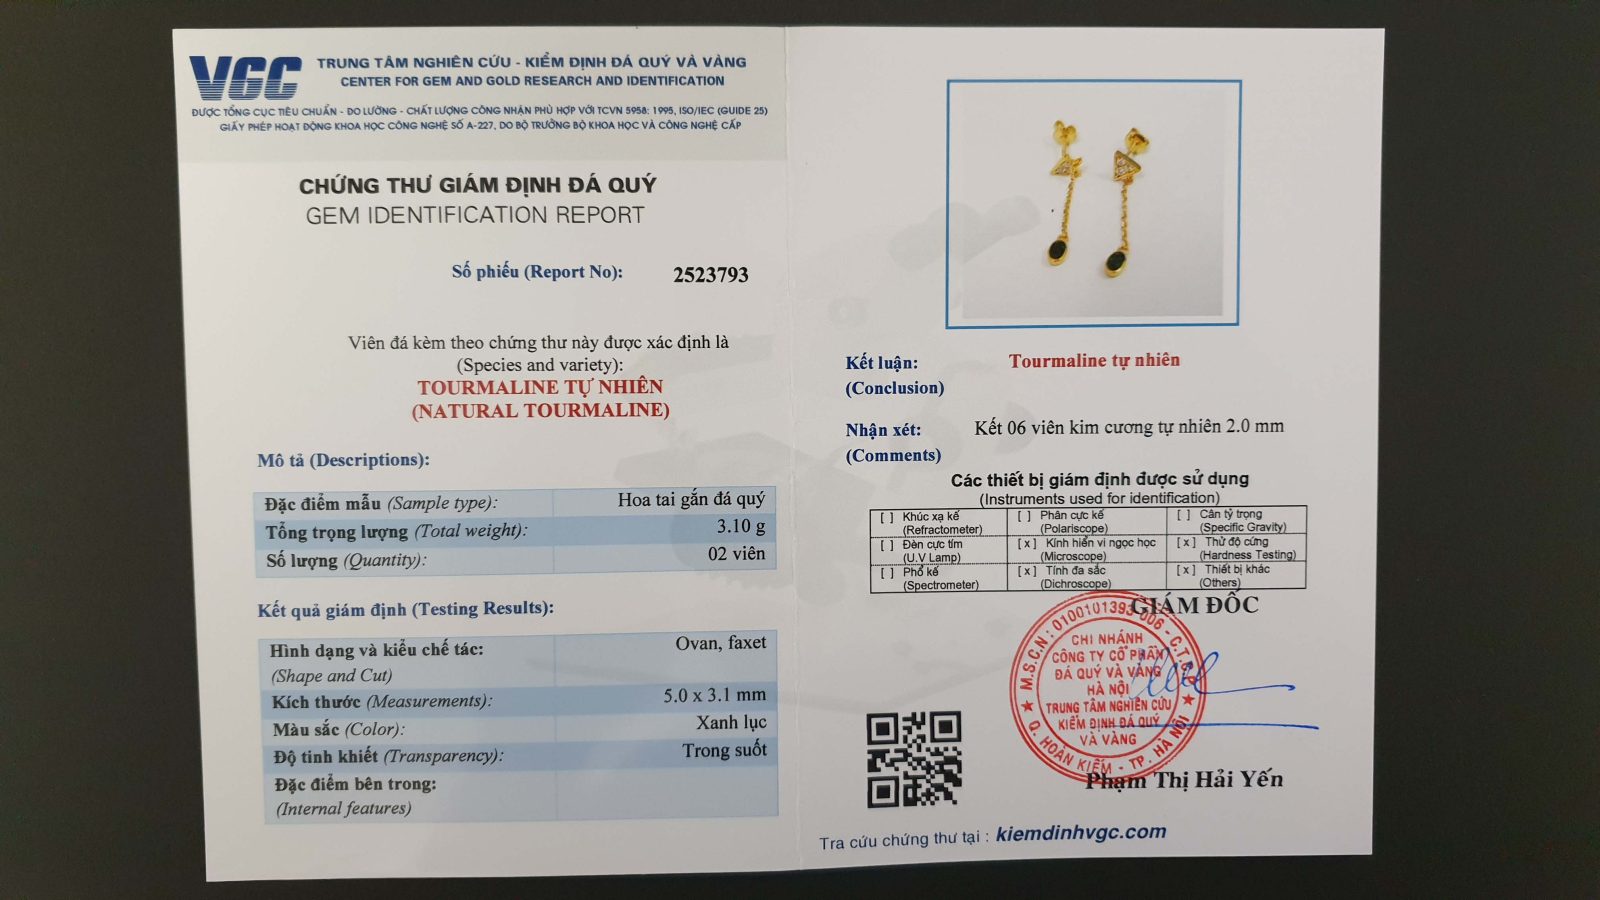 VGC
TRUNG TÂM NGHIÊN CỨU - KIỂM ĐỊNH ĐÁ QUÝ VÀ VÀNG
CENTER FOR GEM AND GOLD RESEARCH AND IDENTIFICATION
ĐƯỢC TỔNG CỤC TIÊU CHUẨN - ĐO LƯỜNG - CHẤT LƯỢNG CÔNG NHẬN PHÙ HỢP VỚI TCVN 5958: 1995, ISO/IEC (GUIDE 25)
GIẤY PHÉP HOẠT ĐỘNG KHOA HỌC CÔNG NGHỆ SỐ A-227, DO BỘ TRƯỞNG BỘ KHOA HỌC VÀ CÔNG NGHỆ CẤP
CHỨNG THƯ GIÁM ĐỊNH ĐÁ QUÝ
GEM IDENTIFICATION REPORT
Số phiếu (Report No): 2523793
Viên đá kèm theo chứng thư này được xác định là
(Species and variety):
TOURMALINE TỰ NHIÊN
(NATURAL TOURMALINE)
Mô tả (Descriptions):
Đặc điểm mẫu (Sample type): Hoa tai gắn đá quý
Tổng trọng lượng (Total weight): 3.10 g
Số lượng (Quantity): 02 viên
Kết quả giám định (Testing Results):
Hình dạng và kiểu chế tác: Ovan, faxet
(Shape and Cut)
Kích thước (Measurements): 5.0 x 3.1 mm
Màu sắc (Color): Xanh lục
Độ tinh khiết (Transparency): Trong suốt
Đặc điểm bên trong:
(Internal features)
Kết luận: Tourmaline tự nhiên
(Conclusion)
Nhận xét: Kết 06 viên kim cương tự nhiên 2.0 mm
(Comments)
Các thiết bị giám định được sử dụng
(Instruments used for identification)
[ ] Khúc xạ kế [ ] Phân cực kế [ ] Cân tỷ trọng
(Refractometer) (Polariscope) (Specific Gravity)
[ ] Đèn cực tím [x] Kính hiển vi ngọc học [x] Thử độ cứng
(U.V Lamp) (Microscope) (Hardness Testing)
[ ] Phổ kế [x] Tính đa sắc [x] Thiết bị khác
(Spectrometer) (Dichroscope) (Others)
GIÁM ĐỐC
M.S.C.N: 0100101393-006 - C.T.C.P
CHI NHÁNH
CÔNG TY CỔ PHẦN
ĐÁ QUÝ VÀ VÀNG
HÀ NỘI
TRUNG TÂM NGHIÊN CỨU
KIỂM ĐỊNH ĐÁ QUÝ
VÀ VÀNG
Q. HOÀN KIẾM - TP. HÀ NỘI
Phạm Thị Hải Yến
Tra cứu chứng thư tại : kiemdinhvgc.com